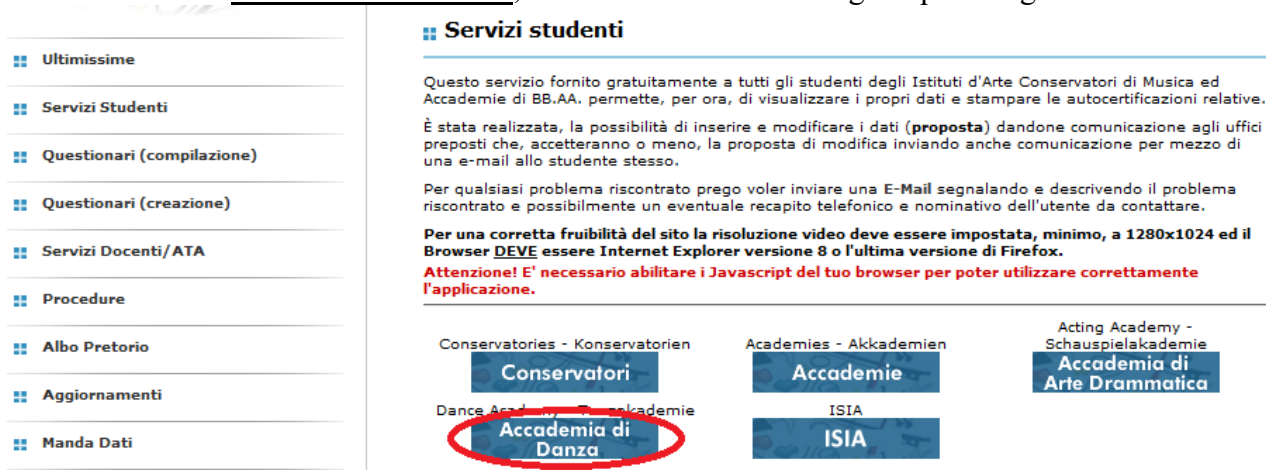 Servizi studenti
Ultimissime
Servizi Studenti
Questionari (compilazione)
Questionari (creazione)
Servizi Docenti/ATA
Procedure
Albo Pretorio
Aggiornamenti
Manda Dati
Questo servizio fornito gratuitamente a tutti gli studenti degli Istituti d'Arte Conservatori di Musica ed
Accademie di BB.AA. permette, per ora, di visualizzare i propri dati e stampare le autocertificazioni relative.
È stata realizzata, la possibilità di inserire e modificare i dati (proposta) dandone comunicazione agli uffici
preposti che, accetteranno o meno, la proposta di modifica inviando anche comunicazione per mezzo di
una e-mail allo studente stesso.
Per qualsiasi problema riscontrato prego voler inviare una E-Mail segnalando e descrivendo il problema
riscontrato e possibilmente un eventuale recapito telefonico e nominativo dell'utente da contattare.
Per una corretta fruibilità del sito la risoluzione video deve essere impostata, minimo, a 1280x1024 ed il
Browser DEVE essere Internet Explorer versione 8 o l'ultima versione di Firefox.
Attenzione! E' necessario abilitare i Javascript del tuo browser per poter utilizzare correttamente
l'applicazione.
Conservatories - Konservatorien
Conservatori
Academies - Akkademien
Accademie
Acting Academy -
Schauspielakademie
Accademia di
Arte Drammatica
Dance
Accademia di
Danza
ISIA
ISIA